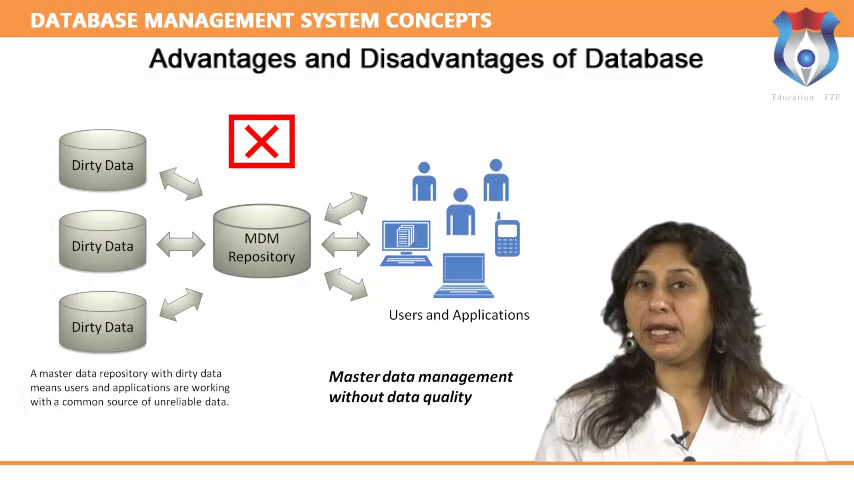 DATABASE MANAGEMENT SYSTEM CONCEPTS
Advantages and Disadvantages of Database
Education FZE
Dirty Data
Dirty Data
MDM
Repository
Dirty Data
Users and Applications
A master data repository with dirty data
means users and applications are working
with a common source of unreliable data.
Master data management
without data quality